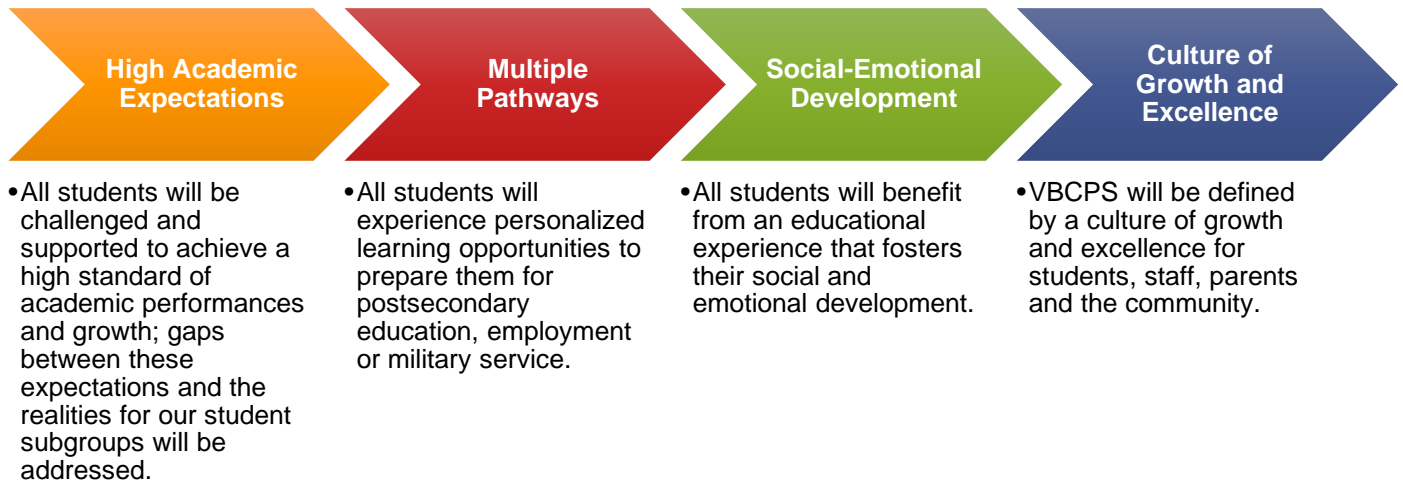 High Academic
Expectations
•All students will be
challenged and
supported to achieve a
high standard of
academic performances
and growth; gaps
between these
expectations and the
realities for our student
subgroups will be
addressed.
Multiple
Pathways
•All students will
experience personalized
learning opportunities to
prepare them for
postsecondary
education, employment
or military service.
Social-Emotional
Development
•All students will benefit
from an educational
experience that fosters
their social and
emotional development.
Culture of
Growth and
Excellence
•VBCPS will be defined
by a culture of growth
and excellence for
students, staff, parents
and the community.